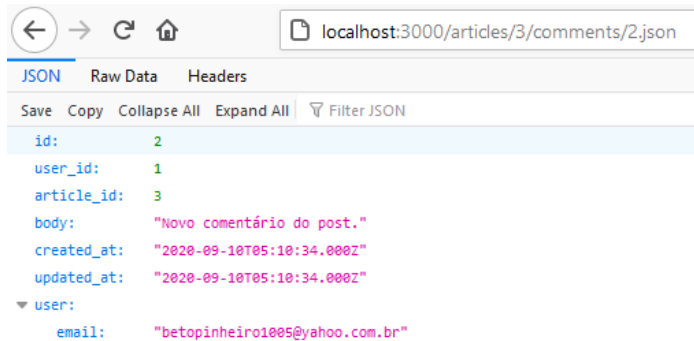 localhost:3000/articles/3/comments/2.json
JSON Raw Data Headers
Save Copy Collapse All Expand All Filter JSON
id: 2
user_id: 1
article_id: 3
body: "Novo comentário do post."
created_at: "2020-09-10T05:10:34.000Z"
updated_at: "2020-09-10T05:10:34.000Z"
user:
email: "betopinheiro1005@yahoo.com.br"